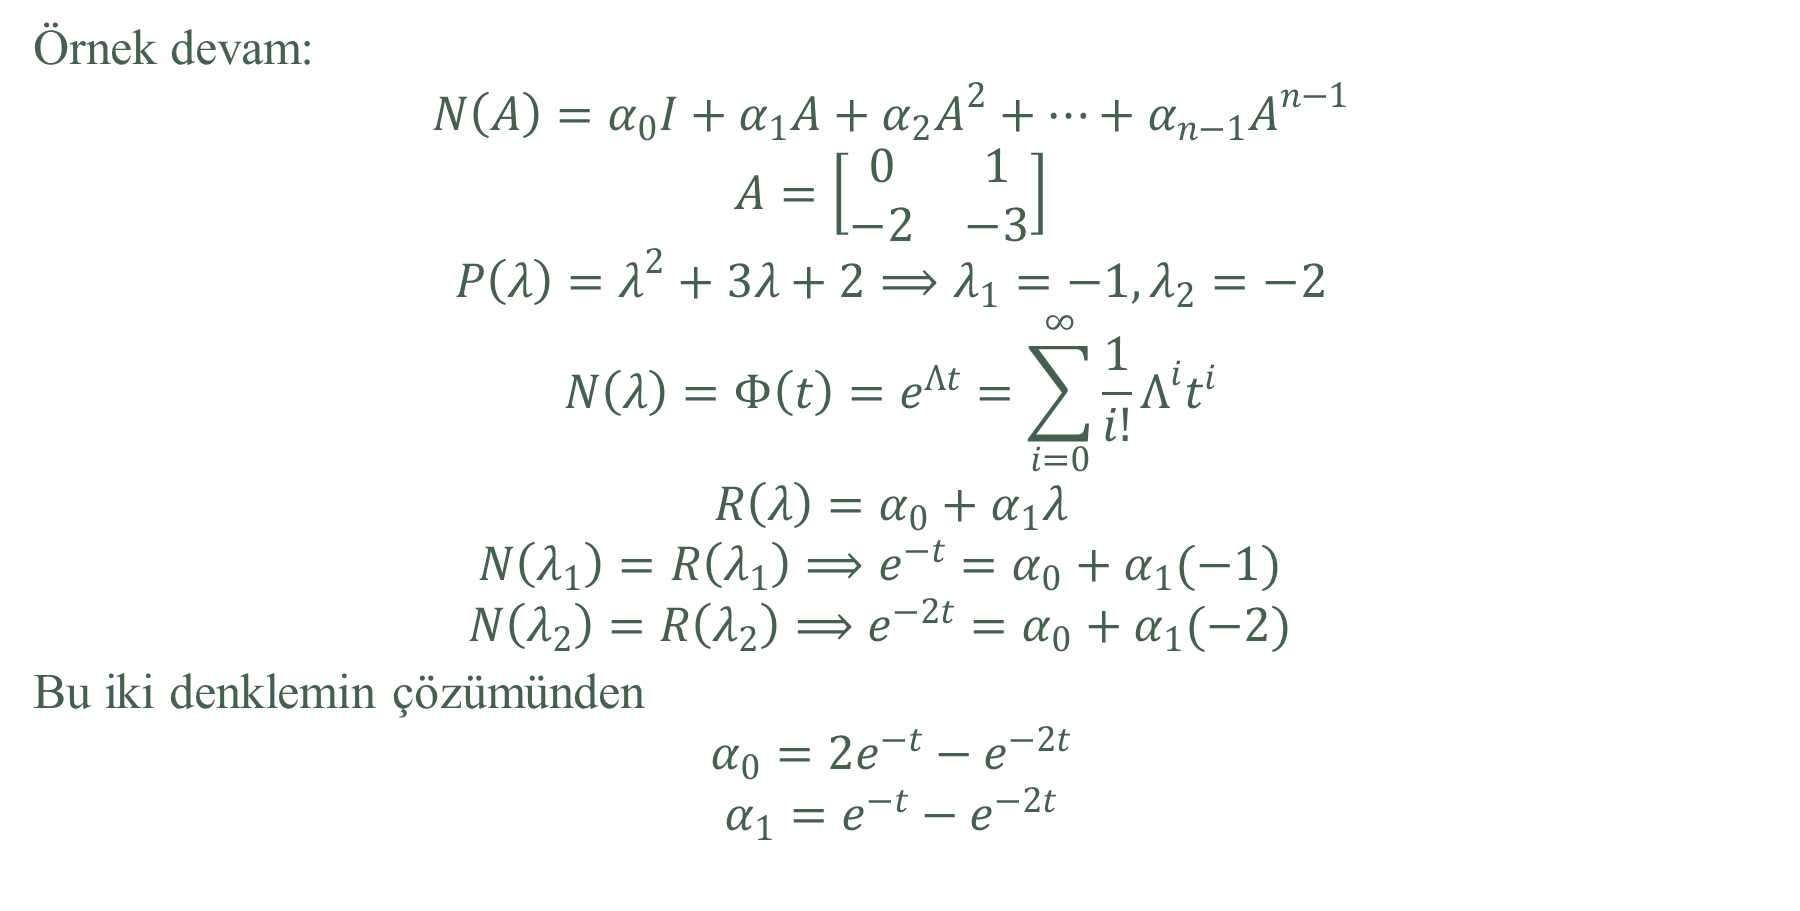 Örnek devam:
N(A) = α₀I + α₁A + α₂A² + ⋯ + αₙ₋₁Aⁿ⁻¹
A = [0 1; −2 −3]
P(λ) = λ² + 3λ + 2 ⟹ λ₁ = −1, λ₂ = −2
N(λ) = Φ(t) = e^{Λt} = ∑_{i=0}^{∞} \frac{1}{i!} Λ^i t^i
R(λ) = α₀ + α₁λ
N(λ₁) = R(λ₁) ⟹ e^{−t} = α₀ + α₁(−1)
N(λ₂) = R(λ₂) ⟹ e^{−2t} = α₀ + α₁(−2)
Bu iki denklemin çözümünden
α₀ = 2e^{−t} − e^{−2t}
α₁ = e^{−t} − e^{−2t}